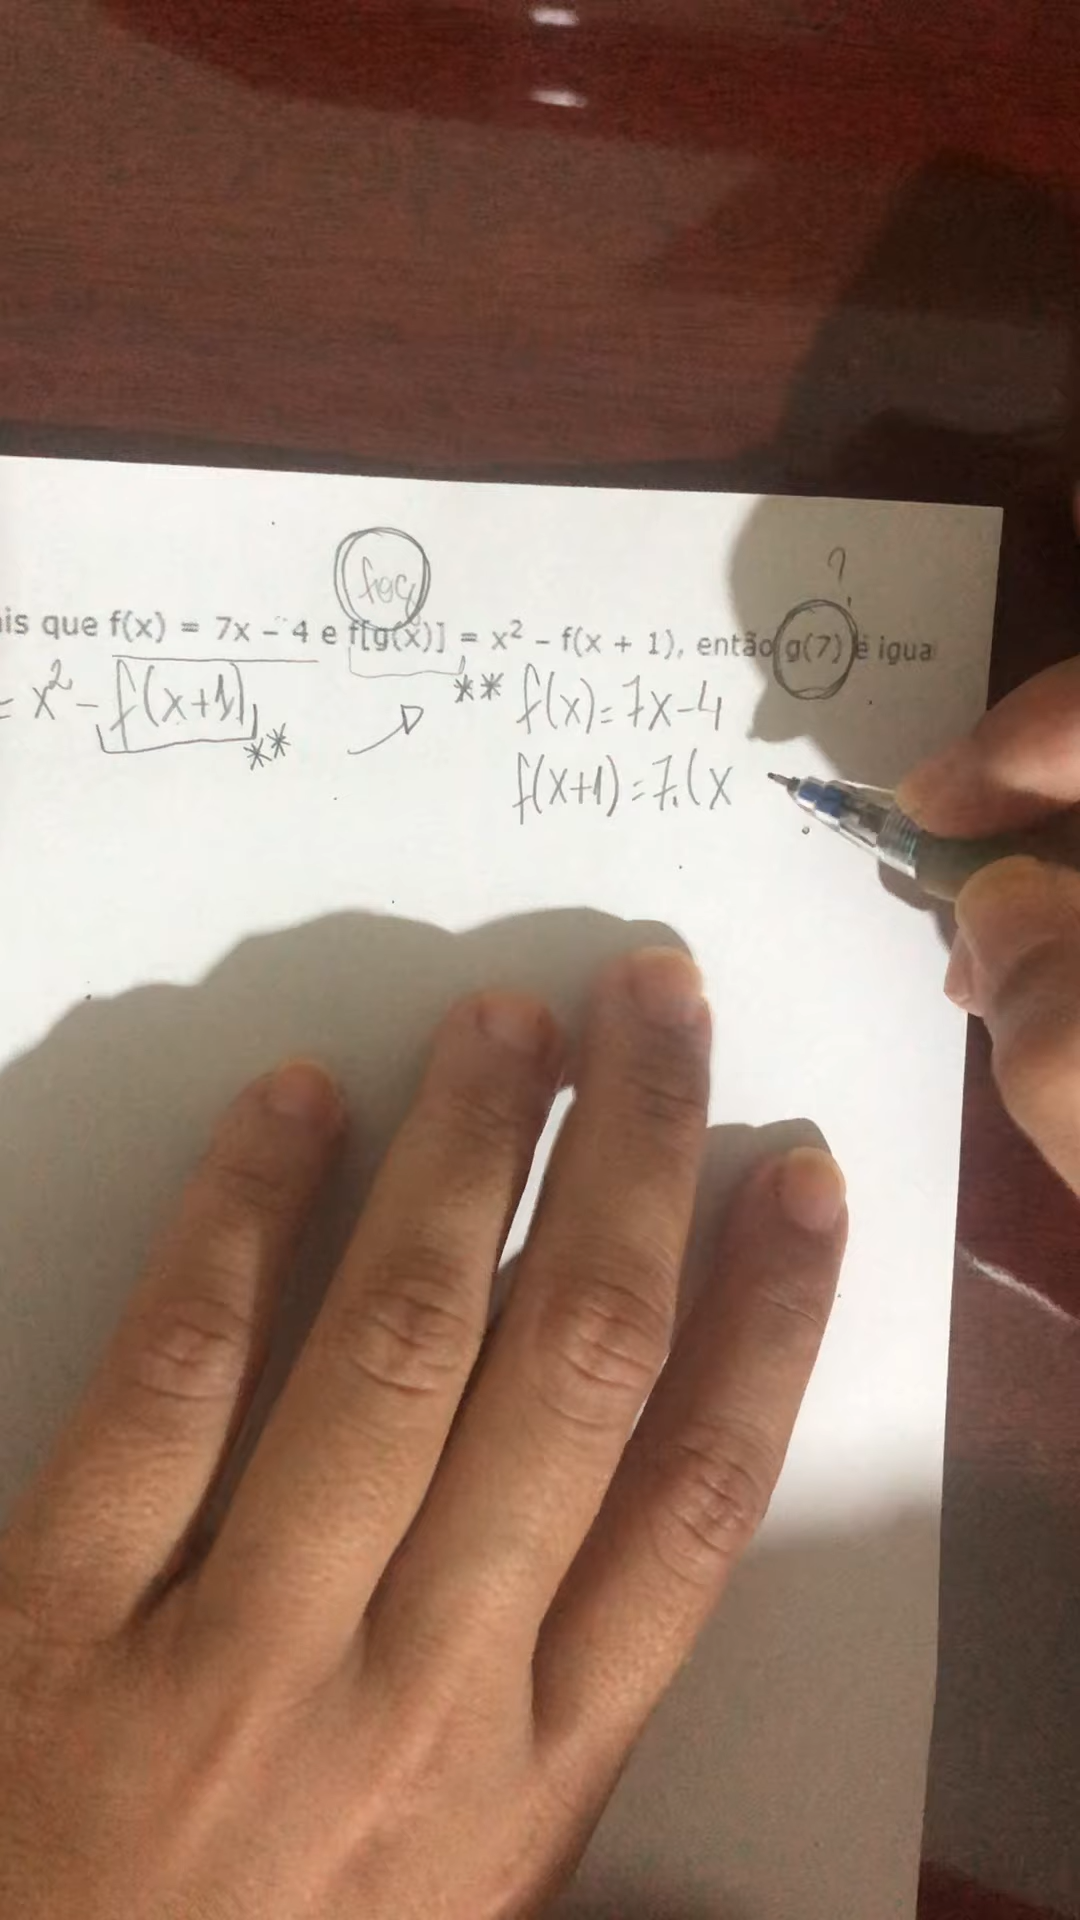 ?
fog
is que f(x) = 7x - 4 e f[g(x)] = x² - f(x + 1), então g(7) é igua
= x² - f(x+1) ** ** f(x) = 7x-4
f(x+1) = 7.(x